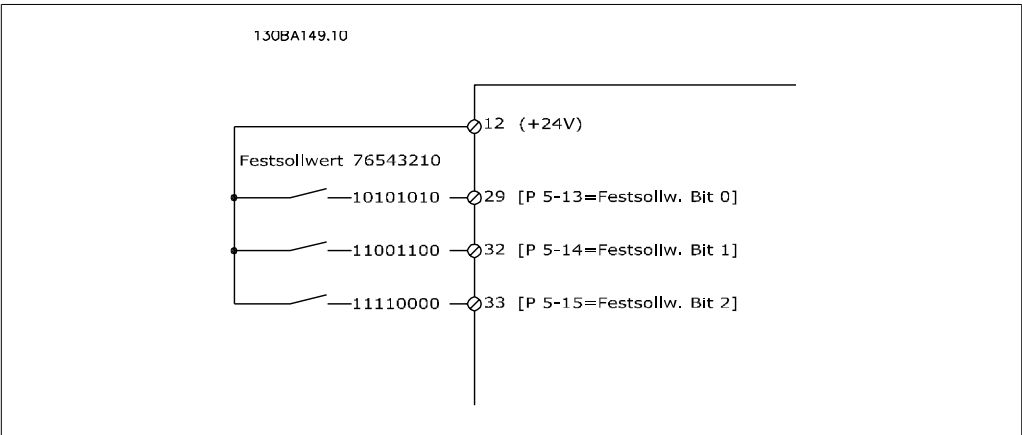 130BA149.10
12 (+24V)
Festsollwert 76543210
10101010 29 [P 5-13=Festsollw. Bit 0]
11001100 32 [P 5-14=Festsollw. Bit 1]
11110000 33 [P 5-15=Festsollw. Bit 2]